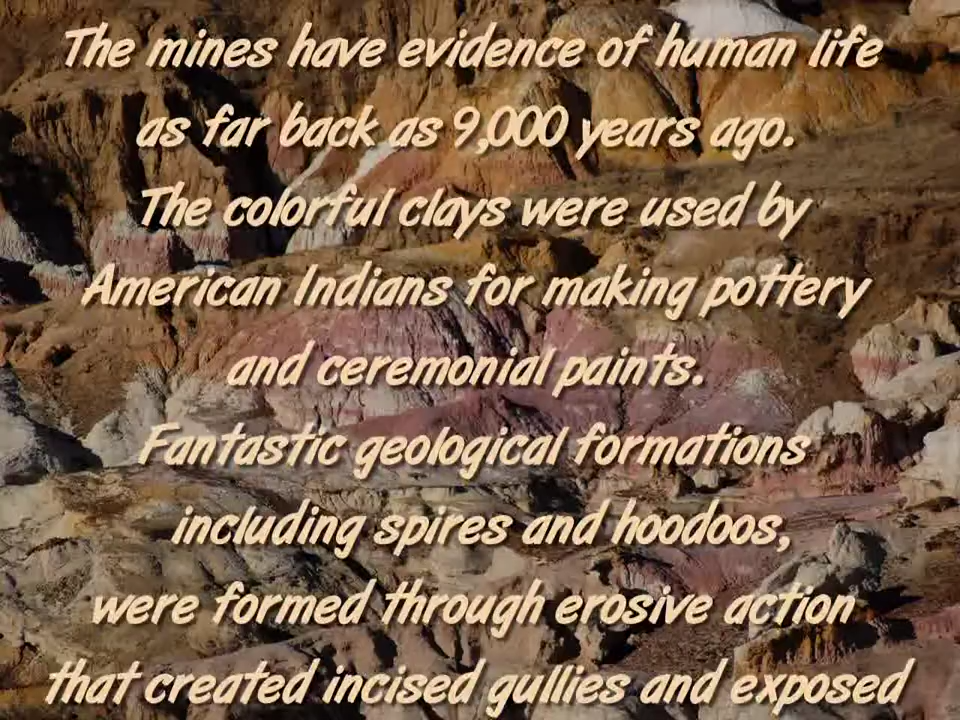 The mines have evidence of human life
as far back as 9,000 years ago.
The colorful clays were used by
American Indians for making pottery
and ceremonial paints.
Fantastic geological formations
including spires and hoodoos,
were formed through erosive action
that created incised gullies and exposed